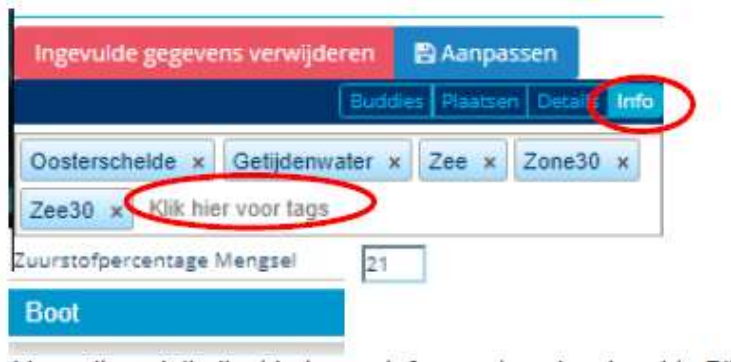 Ingevulde gegevens verwijderen Aanpassen
Buddies Plaatsen Details Info
Oosterschelde x Getijdenwater x Zee x Zone30 x
Zee30 x Klik hier voor tags
Zuurstofpercentage Mengsel 21
Boot